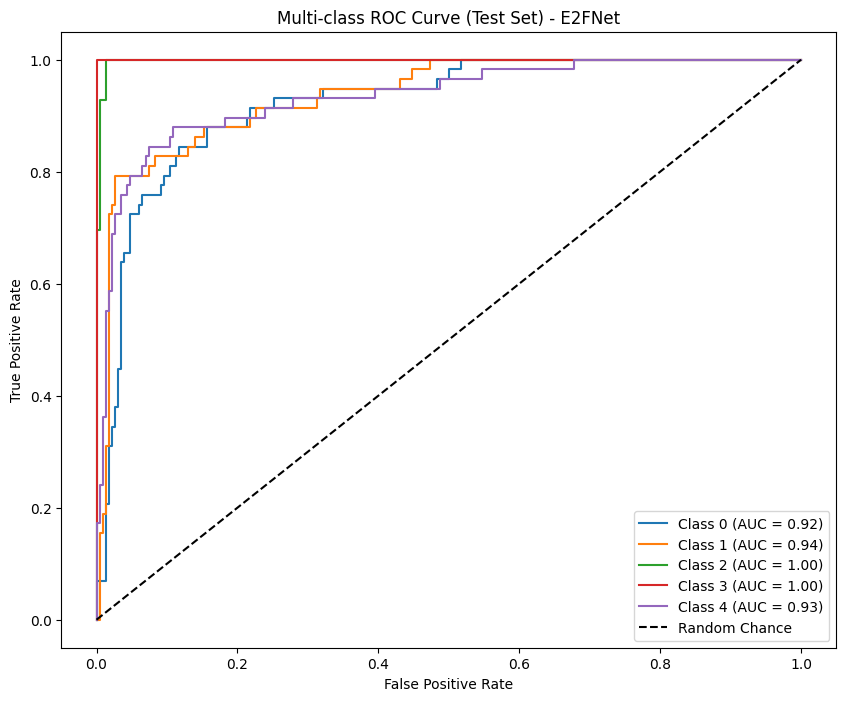 Multi-class ROC Curve (Test Set) - E2FNet
True Positive Rate
1.0
0.8
0.6
0.4
0.2
0.0
Class 0 (AUC = 0.92)
Class 1 (AUC = 0.94)
Class 2 (AUC = 1.00)
Class 3 (AUC = 1.00)
Class 4 (AUC = 0.93)
Random Chance
0.0 0.2 0.4 0.6 0.8 1.0
False Positive Rate